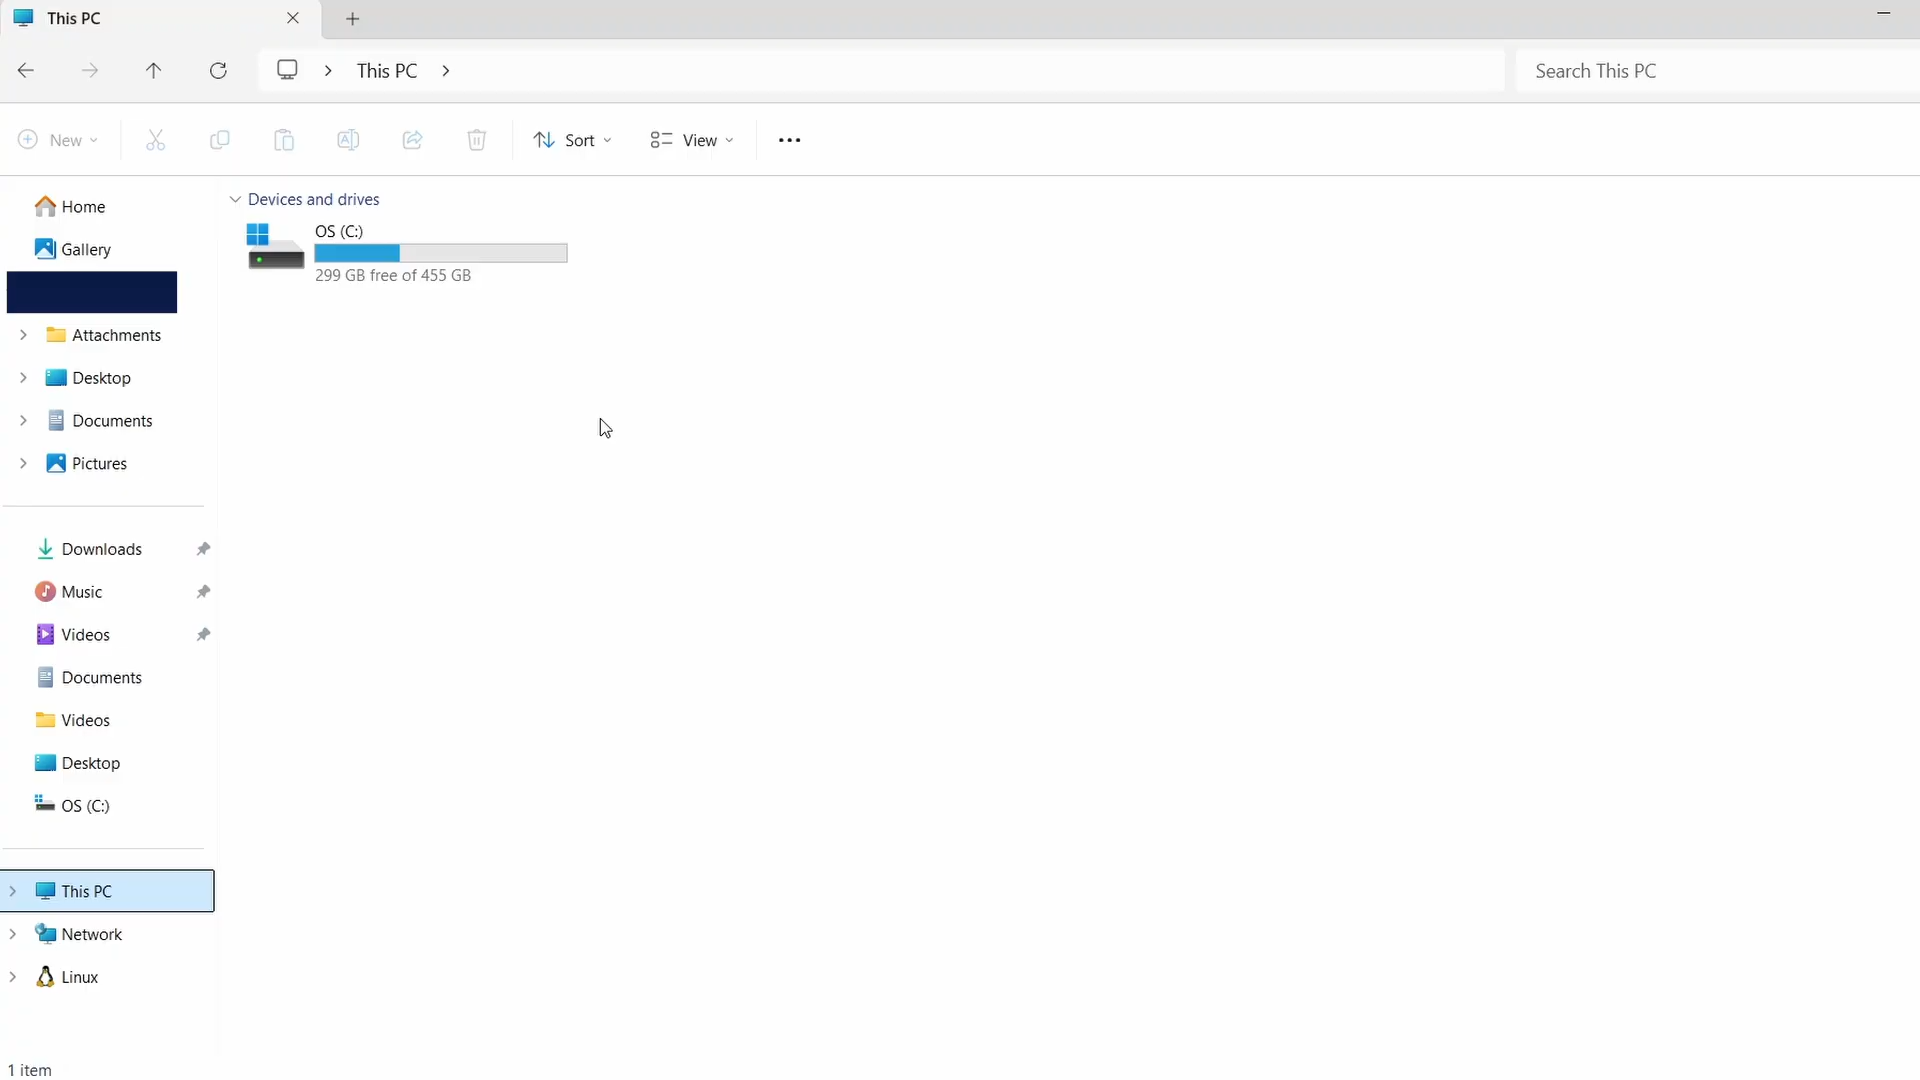 This PC
This PC
Search This PC
New
Sort
View
Home
Gallery
Attachments
Desktop
Documents
Pictures
Downloads
Music
Videos
Documents
Videos
Desktop
OS (C:)
This PC
Network
Linux
Devices and drives
OS (C:)
299 GB free of 455 GB
1 item